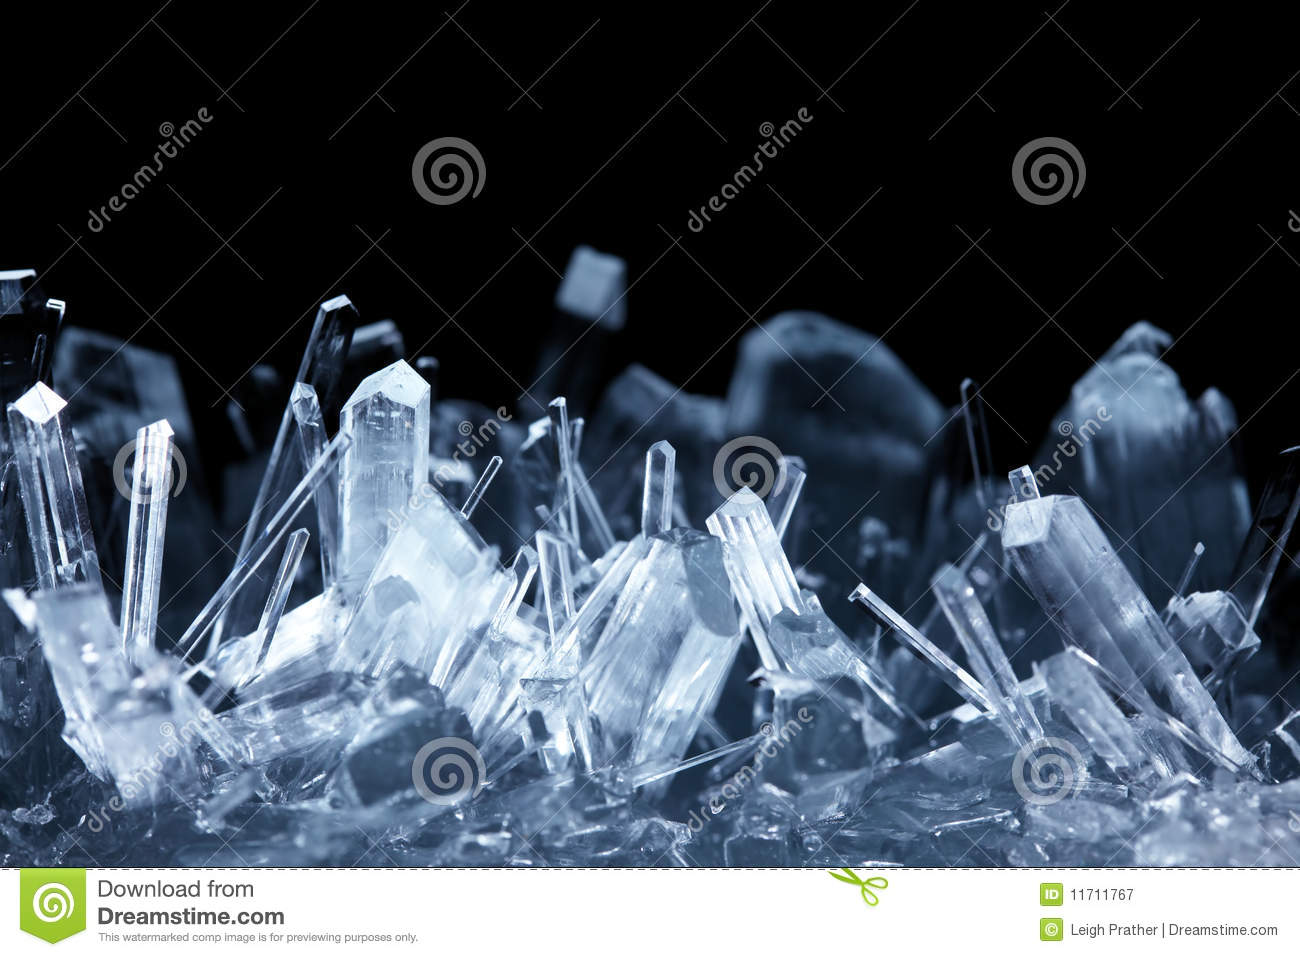 dreamstime
dreamstime
dreamstime
dreamstime
dreamstime
dreamstime
Download from
Dreamstime.com
This watermarked comp image is for previewing purposes only.
ID 11711767
© Leigh Prather | Dreamstime.com